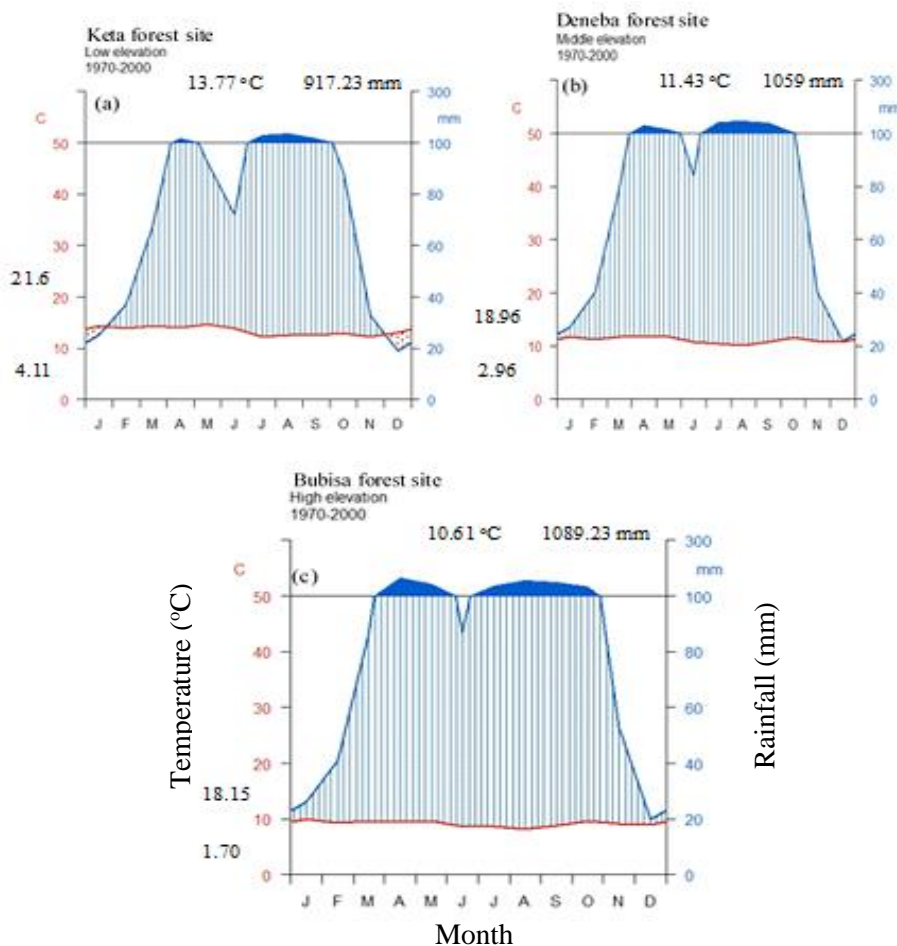 Keta forest site
Low elevation
1970-2000
13.77 °C 917.23 mm
(a)
C
300
mm
50
100
40
80
30
60
21.6
20
40
10
20
4.11
0
0
J F M A M J J A S O N D
Deneba forest site
Middle elevation
1970-2000
11.43 °C 1059 mm
(b)
C
300
mm
50
100
40
80
30
60
18.96
20
40
10
20
2.96
0
0
J F M A M J J A S O N D
Bubisa forest site
High elevation
1970-2000
10.61 °C 1089.23 mm
(c)
C
300
mm
50
100
40
80
30
60
20
40
18.15
10
20
1.70
0
0
J F M A M J J A S O N D
Temperature (°C)
Rainfall (mm)
Month